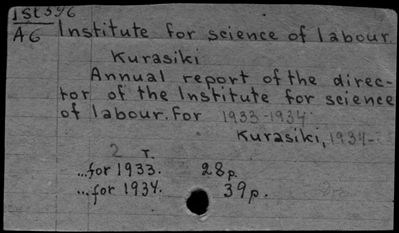 1St396
A6 Institute for science of labour.
Kurasiki
Annual report of the direc-
tor of the Institute for science
of labour. For 1933-1934
Kurasiki, 1934-
2 T.
...for 1933. 28p.
...for 1934. 39p.